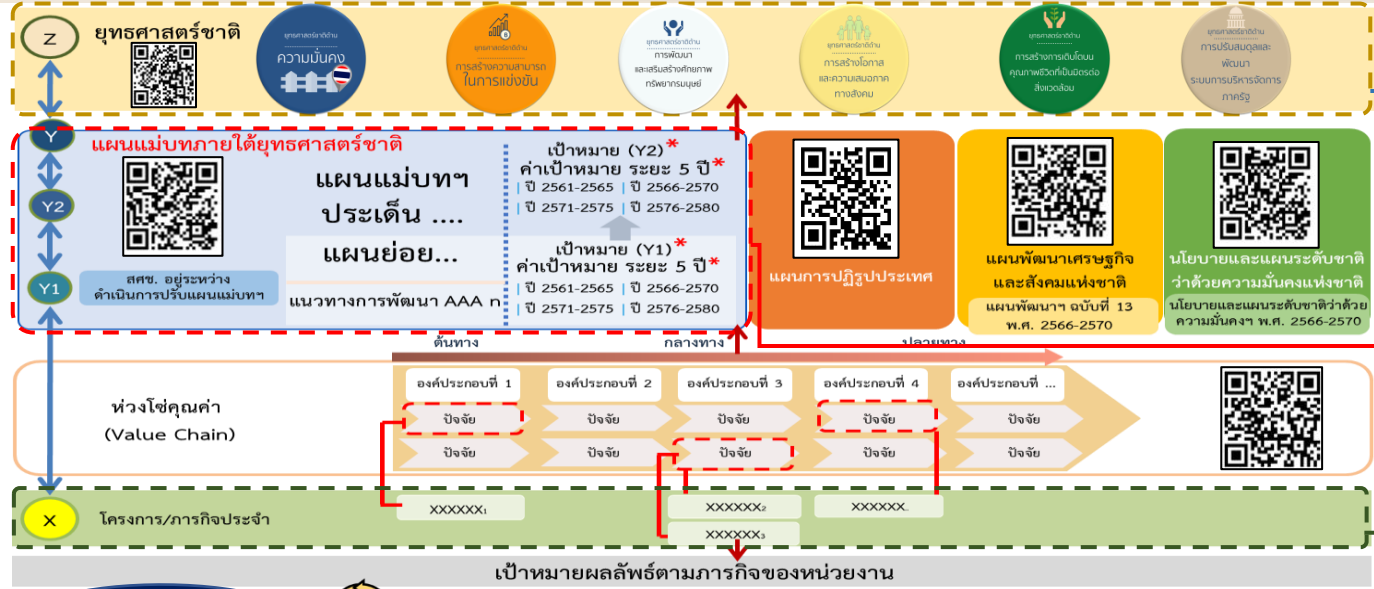 Z
ยุทธศาสตร์ชาติ
ยุทธศาสตร์ชาติด้าน
ความมั่นคง
ยุทธศาสตร์ชาติด้าน
การสร้างความสามารถ
ในการแข่งขัน
ยุทธศาสตร์ชาติด้าน
การพัฒนา
และเสริมสร้างศักยภาพ
ทรัพยากรมนุษย์
ยุทธศาสตร์ชาติด้าน
การสร้างโอกาส
และความเสมอภาค
ทางสังคม
ยุทธศาสตร์ชาติด้าน
การสร้างการเติบโตบน
คุณภาพชีวิตที่เป็นมิตรต่อ
สิ่งแวดล้อม
ยุทธศาสตร์ชาติด้าน
การปรับสมดุลและ
พัฒนา
ระบบการบริหารจัดการ
ภาครัฐ
Y
Y2
Y1
แผนแม่บทภายใต้ยุทธศาสตร์ชาติ
สศช. อยู่ระหว่าง
ดำเนินการปรับแผนแม่บทฯ
แผนแม่บทฯ
ประเด็น ....
แผนย่อย...
แนวทางการพัฒนา AAA n
เป้าหมาย (Y2)*
ค่าเป้าหมาย ระยะ 5 ปี*
| ปี 2561-2565 | ปี 2566-2570
| ปี 2571-2575 | ปี 2576-2580
เป้าหมาย (Y1)*
ค่าเป้าหมาย ระยะ 5 ปี*
| ปี 2561-2565 | ปี 2566-2570
| ปี 2571-2575 | ปี 2576-2580
แผนการปฏิรูปประเทศ
แผนพัฒนาเศรษฐกิจ
และสังคมแห่งชาติ
แผนพัฒนาฯ ฉบับที่ 13
พ.ศ. 2566-2570
นโยบายและแผนระดับชาติ
ว่าด้วยความมั่นคงแห่งชาติ
นโยบายและแผนระดับชาติว่าด้วย
ความมั่นคงฯ พ.ศ. 2566-2570
ต้นทาง กลางทาง ปลายทาง
ห่วงโซ่คุณค่า
(Value Chain)
องค์ประกอบที่ 1 องค์ประกอบที่ 2 องค์ประกอบที่ 3 องค์ประกอบที่ 4 องค์ประกอบที่ ...
ปัจจัย ปัจจัย ปัจจัย ปัจจัย ปัจจัย
ปัจจัย ปัจจัย ปัจจัย ปัจจัย ปัจจัย
X
โครงการ/ภารกิจประจำ
XXXXXX₁ XXXXXX₂ XXXXXX..
XXXXXX₃
เป้าหมายผลลัพธ์ตามภารกิจของหน่วยงาน